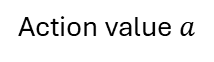 Action value 𝑎